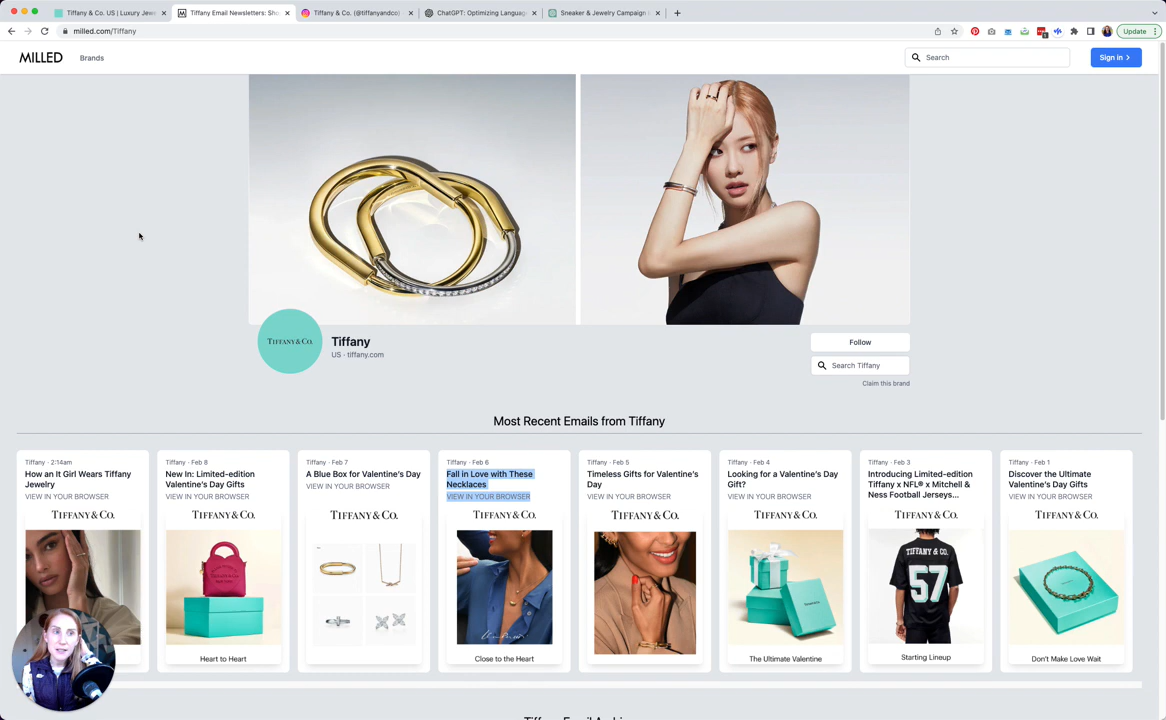 Tiffany & Co. US | Luxury Jewe
Tiffany Email Newsletters: Sho
Tiffany & Co. (@tiffanyandco)
ChatGPT: Optimizing Language
Sneaker & Jewelry Campaign
milled.com/Tiffany
Update
MILLED
Brands
Search
Sign in
TIFFANY & CO.
Tiffany
US · tiffany.com
Follow
Search Tiffany
Claim this brand
Most Recent Emails from Tiffany
Tiffany · 2:14am
How an It Girl Wears Tiffany
Jewelry
VIEW IN YOUR BROWSER
TIFFANY & CO.
Tiffany · Feb 8
New In: Limited-edition
Valentine's Day Gifts
VIEW IN YOUR BROWSER
TIFFANY & CO.
Heart to Heart
Tiffany · Feb 7
A Blue Box for Valentine's Day
VIEW IN YOUR BROWSER
TIFFANY & CO.
Tiffany · Feb 6
Fall in Love with These
Necklaces
VIEW IN YOUR BROWSER
TIFFANY & CO.
Close to the Heart
Tiffany · Feb 5
Timeless Gifts for Valentine's
Day
VIEW IN YOUR BROWSER
TIFFANY & CO.
Tiffany · Feb 4
Looking for a Valentine's Day
Gift?
VIEW IN YOUR BROWSER
TIFFANY & CO.
The Ultimate Valentine
Tiffany · Feb 3
Introducing Limited-edition
Tiffany x NFL® x Mitchell &
Ness Football Jerseys...
TIFFANY & CO.
TIFFANY & CO.
57
Starting Lineup
Tiffany · Feb 1
Discover the Ultimate
Valentine's Day Gifts
VIEW IN YOUR BROWSER
TIFFANY & CO.
Don't Make Love Wait